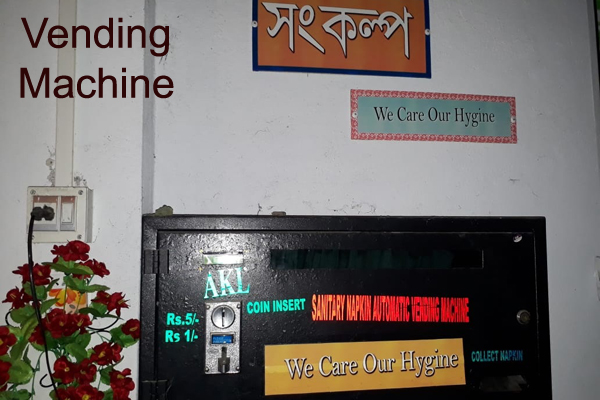 Vending
Machine
সংকল্প
We Care Our Hygine
AKL
COIN INSERT
SANITARY NAPKIN AUTOMATIC VENDING MACHINE
Rs.5/-
Rs 1/-
We Care Our Hygine
COLLECT NAPKIN